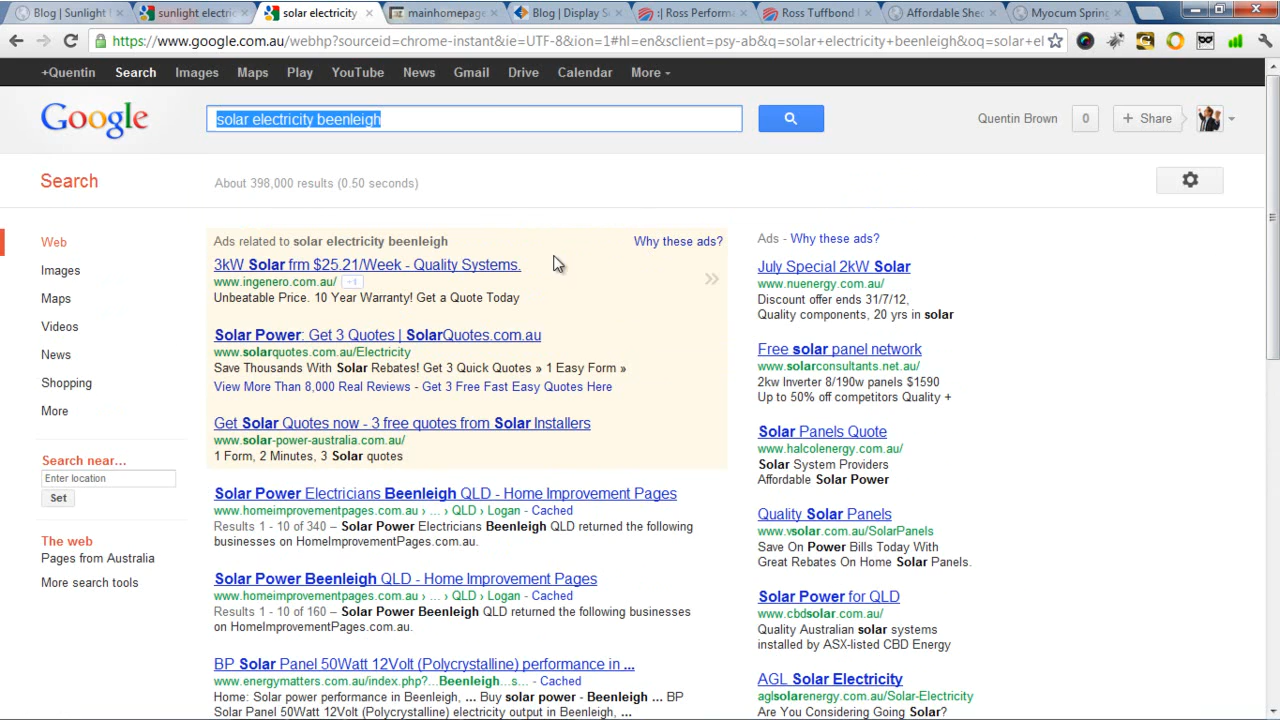 Blog | Sunlight
sunlight electric
solar electricity
mainhomepage
Blog | Display S
:| Ross Performa
Ross Tuffbond
Affordable She
Myocum Spring
https://www.google.com.au/webhp?sourceid=chrome-instant&ie=UTF-8&ion=1#hl=en&sclient=psy-ab&q=solar+electricity+beenleigh&oq=solar+el
+Quentin Search Images Maps Play YouTube News Gmail Drive Calendar More
Google
solar electricity beenleigh
Quentin Brown 0 + Share
Search
About 398,000 results (0.50 seconds)
Web
Images
Maps
Videos
News
Shopping
More
Search near...
Enter location
Set
The web
Pages from Australia
More search tools
Ads related to solar electricity beenleigh
Why these ads?
3kW Solar frm $25.21/Week - Quality Systems.
www.ingenero.com.au/ +1
Unbeatable Price. 10 Year Warranty! Get a Quote Today
Solar Power: Get 3 Quotes | SolarQuotes.com.au
www.solarquotes.com.au/Electricity
Save Thousands With Solar Rebates! Get 3 Quick Quotes » 1 Easy Form »
View More Than 8,000 Real Reviews - Get 3 Free Fast Easy Quotes Here
Get Solar Quotes now - 3 free quotes from Solar Installers
www.solar-power-australia.com.au/
1 Form, 2 Minutes, 3 Solar quotes
Solar Power Electricians Beenleigh QLD - Home Improvement Pages
www.homeimprovementpages.com.au › ... › QLD › Logan - Cached
Results 1 - 10 of 340 – Solar Power Electricians Beenleigh QLD returned the following
businesses on HomeImprovementPages.com.au.
Solar Power Beenleigh QLD - Home Improvement Pages
www.homeimprovementpages.com.au › ... › QLD › Logan - Cached
Results 1 - 10 of 160 – Solar Power Beenleigh QLD returned the following businesses
on HomeImprovementPages.com.au.
BP Solar Panel 50Watt 12Volt (Polycrystalline) performance in ...
www.energymatters.com.au/index.php?...Beenleigh...s... - Cached
Home: Solar power performance in Beenleigh, ... Buy solar power - Beenleigh ... BP
Solar Panel 50Watt 12Volt (Polycrystalline) electricity output in Beenleigh, ...
Ads - Why these ads?
July Special 2kW Solar
www.nuenergy.com.au/
Discount offer ends 31/7/12,
Quality components, 20 yrs in solar
Free solar panel network
www.solarconsultants.net.au/
2kw Inverter 8/190w panels $1590
Up to 50% off competitors Quality +
Solar Panels Quote
www.halcolenergy.com.au/
Solar System Providers
Affordable Solar Power
Quality Solar Panels
www.vsolar.com.au/SolarPanels
Save On Power Bills Today With
Great Rebates On Home Solar Panels.
Solar Power for QLD
www.cbdsolar.com.au/
Quality Australian solar systems
installed by ASX-listed CBD Energy
AGL Solar Electricity
aglsolarenergy.com.au/Solar-Electricity
Are You Considering Going Solar?